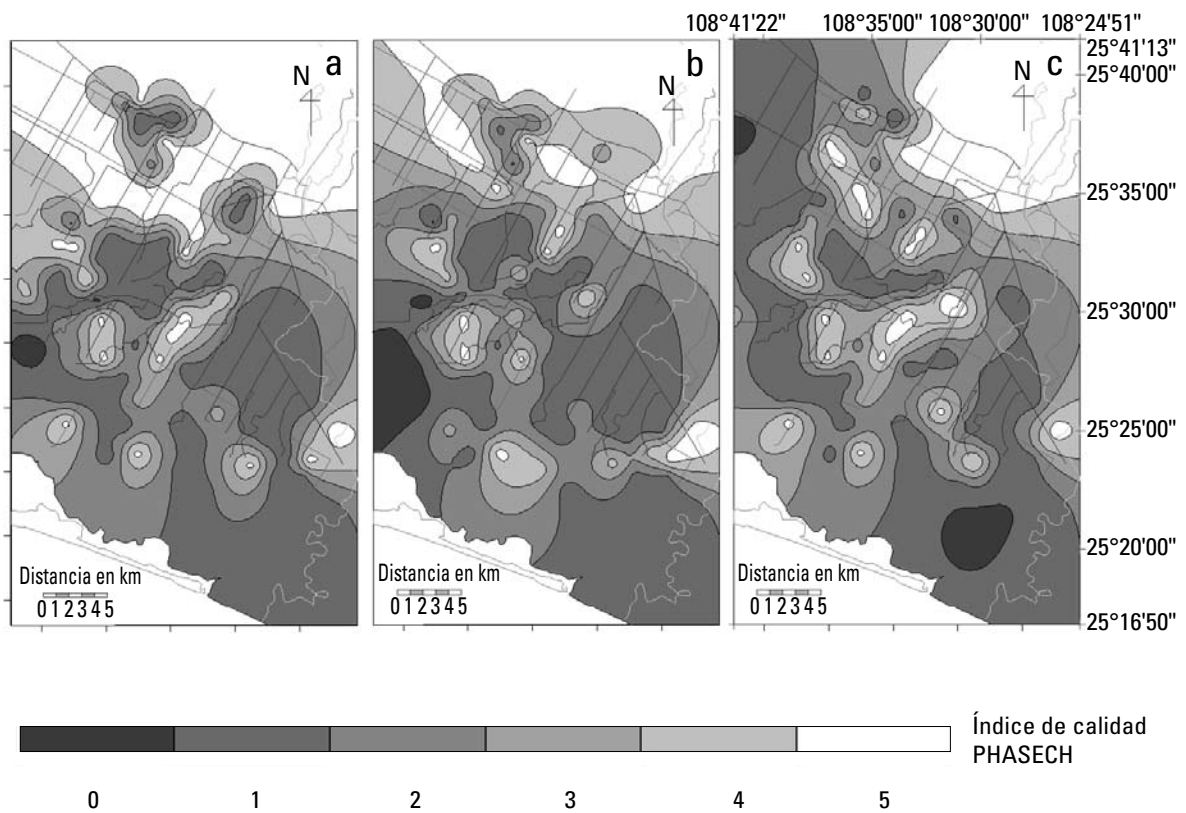 108°41'22" 108°35'00" 108°30'00" 108°24'51"
a
N
b
N
c
N
25°41'13"
25°40'00"
25°35'00"
25°30'00"
25°25'00"
25°20'00"
25°16'50"
Distancia en km
0 1 2 3 4 5
Distancia en km
0 1 2 3 4 5
Distancia en km
0 1 2 3 4 5
Índice de calidad
PHASECH
0 1 2 3 4 5